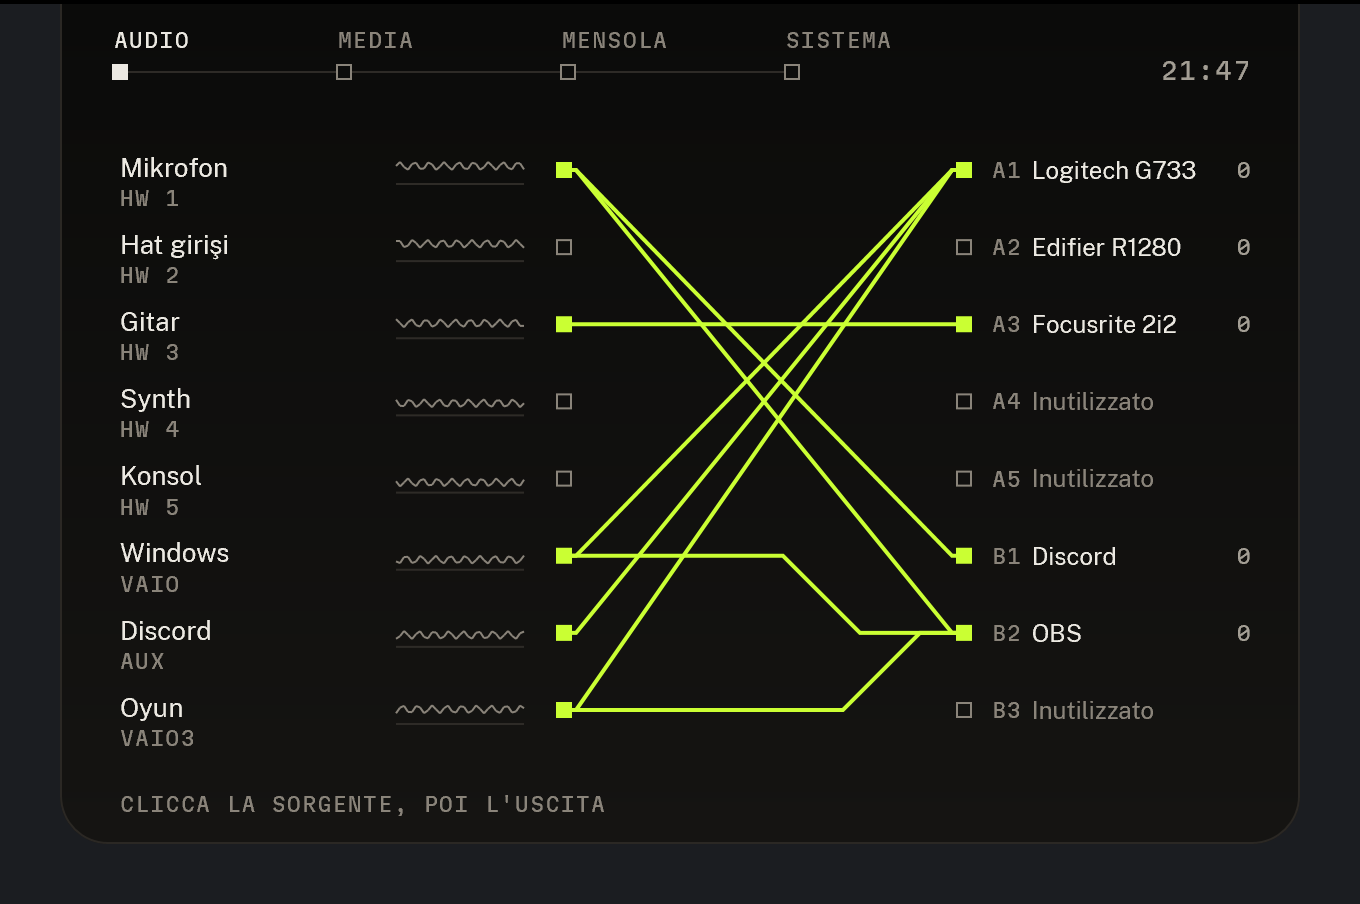 AUDIO MEDIA MENSOLA SISTEMA
21:47
Mikrofon A1 Logitech G733 0
HW 1
Hat girişi A2 Edifier R1280 0
HW 2
Gitar A3 Focusrite 2i2 0
HW 3
Synth A4 Inutilizzato
HW 4
Konsol A5 Inutilizzato
HW 5
Windows B1 Discord 0
VAIO
Discord B2 OBS 0
AUX
Oyun B3 Inutilizzato
VAIO3
CLICCA LA SORGENTE, POI L'USCITA